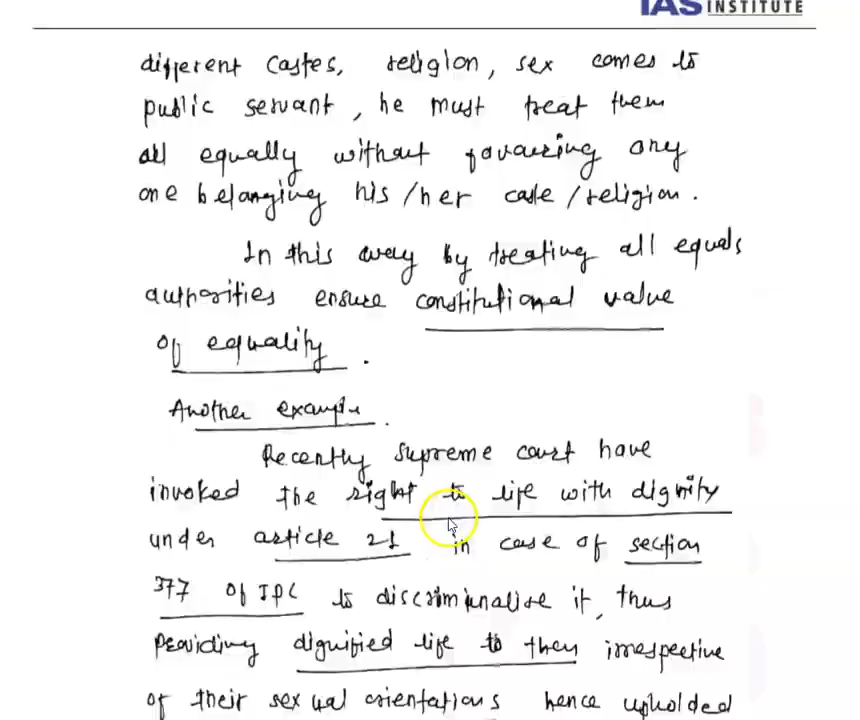 IAS INSTITUTE
different castes, religion, sex comes to
public servant, he must treat them
all equally without favouring any
one belanging his/her caste/religion.
In this way by treating all equals
authorities ensure constitutional value
of equality.
Another example.
Recently supreme court have
invoked the right to life with dignity
under article 21 in case of section
377 of IPC to discriminalise it, thus
Providing dignified life to them irrespective
of their sexual orientations hence upholded